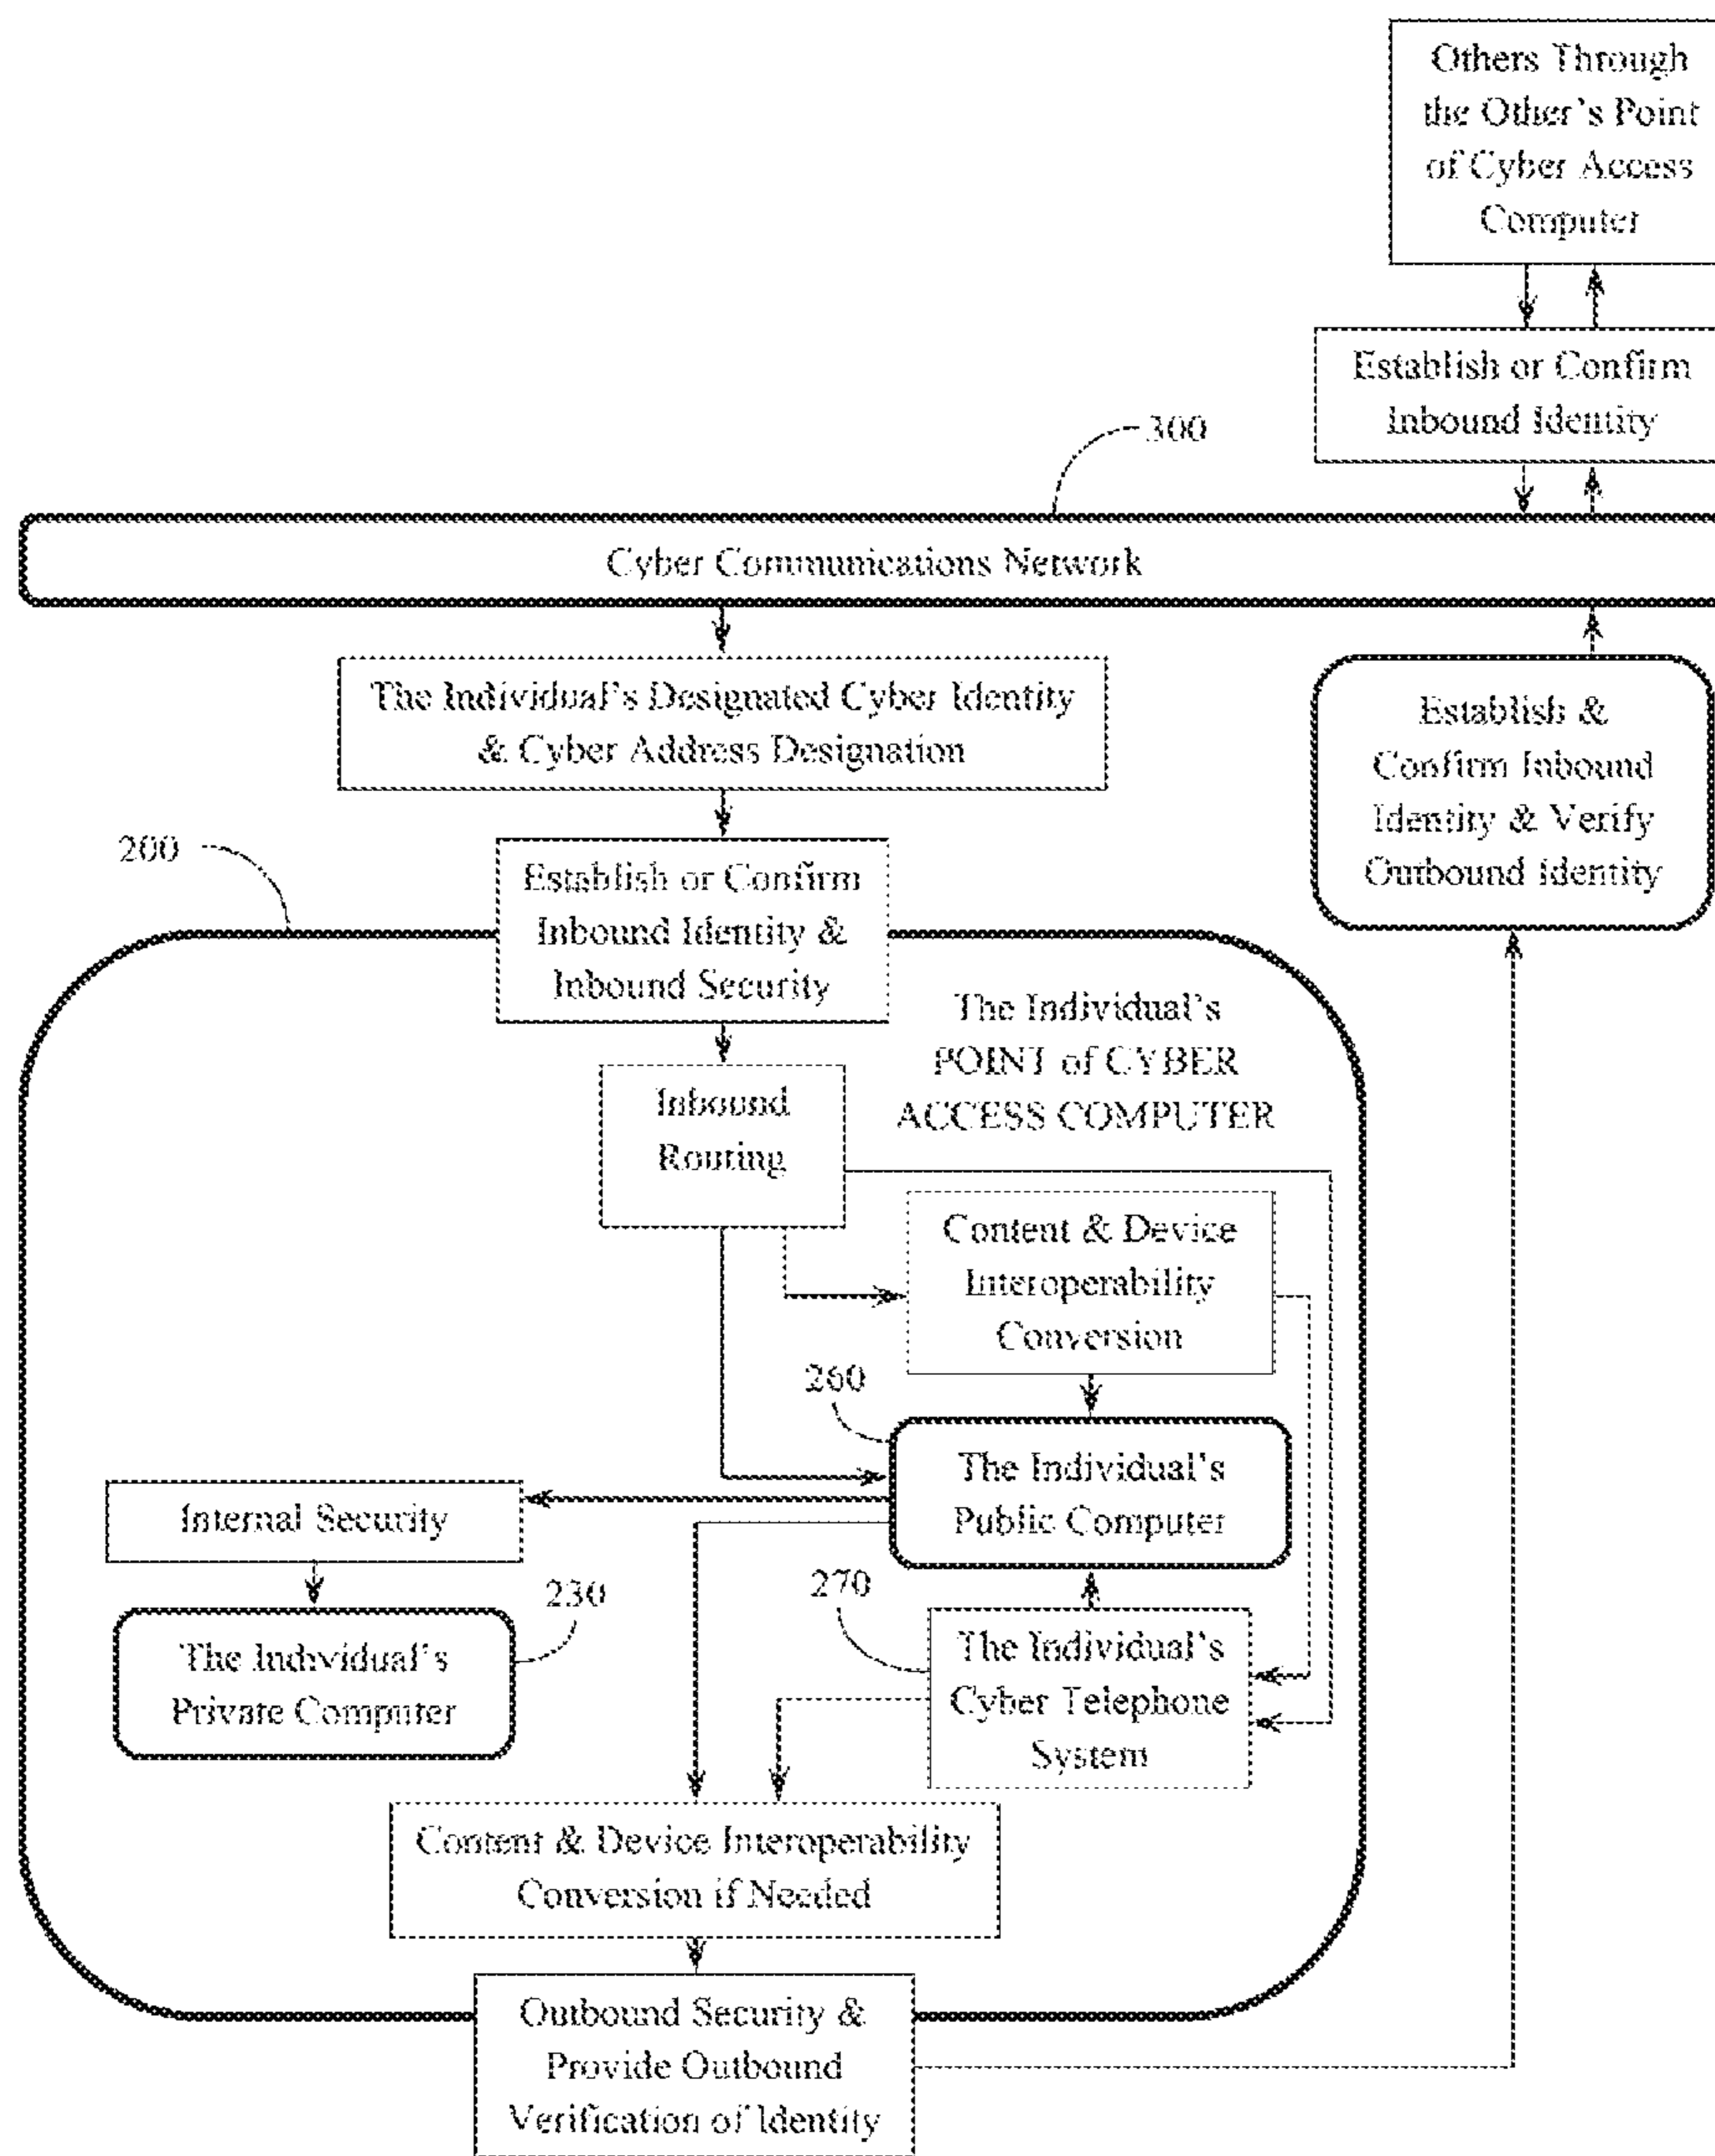 Others Through
the Other's Point
of Cyber Access
Computer
Establish or Confirm
Inbound Identity
300
Cyber Communications Network
The Individual's Designated Cyber Identity
& Cyber Address Designation
Establish &
Confirm Inbound
Identity & Verify
Outbound Identity
200
Establish or Confirm
Inbound Identity &
Inbound Security
The Individual's
POINT of CYBER
ACCESS COMPUTER
Inbound
Routing
Content & Device
Interoperability
Conversion
260
The Individual's
Public Computer
Internal Security
230
The Individual's
Private Computer
270
The Individual's
Cyber Telephone
System
Content & Device Interoperability
Conversion if Needed
Outbound Security &
Provide Outbound
Verification of Identity